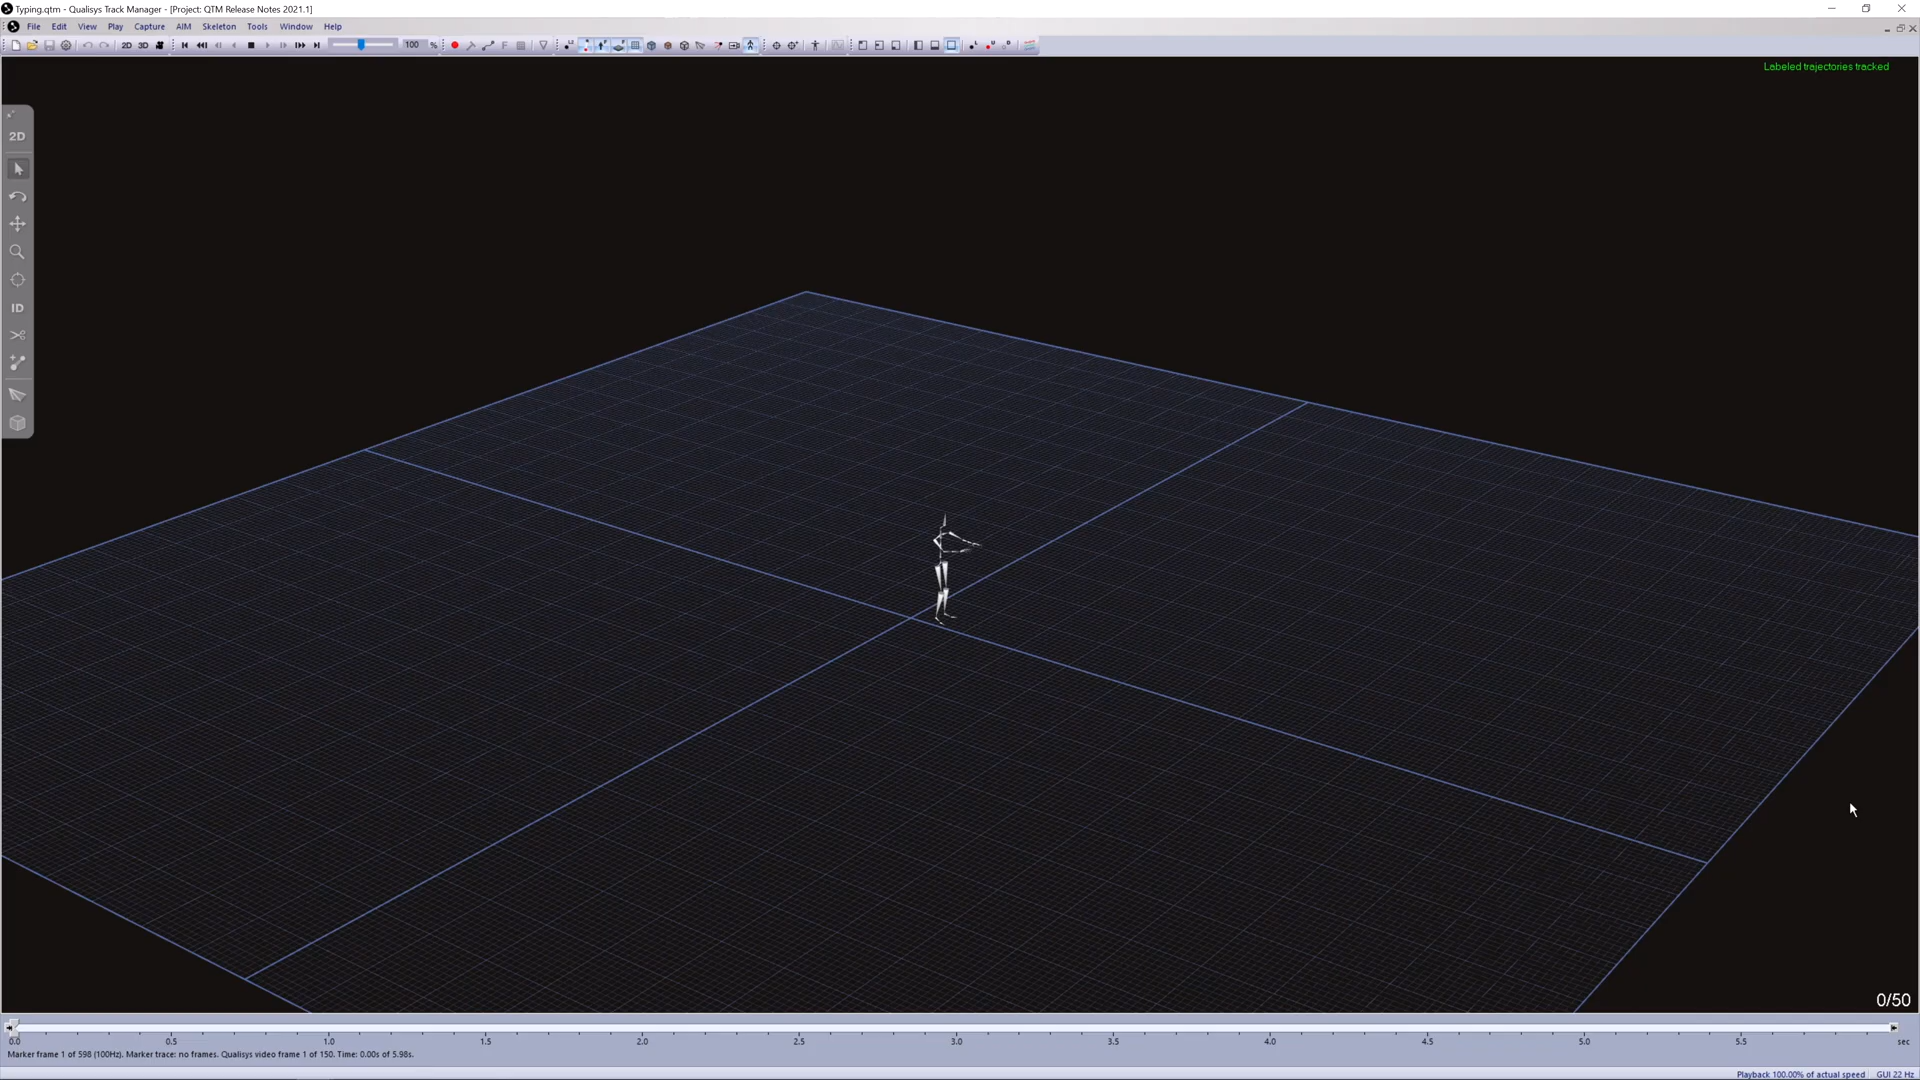 Typing.qtm - Qualisys Track Manager - [Project: QTM Release Notes 2021.1]
File Edit View Play Capture AIM Skeleton Tools Window Help
2D 3D 100 % F
Labeled trajectories tracked
2D
ID
0/50
0.0 0.5 1.0 1.5 2.0 2.5 3.0 3.5 4.0 4.5 5.0 5.5 sec
Marker frame 1 of 598 (100Hz). Marker trace: no frames. Qualisys video frame 1 of 150. Time: 0.00s of 5.98s.
Playback 100.00% of actual speed GUI 22 Hz